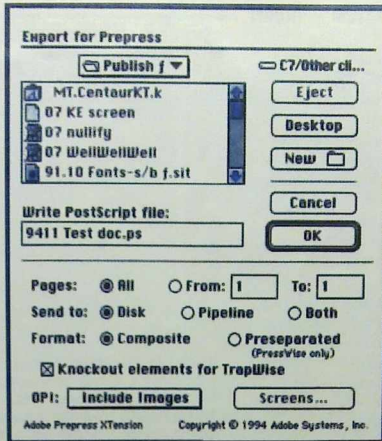 Export for Prepress
Publish ƒ
C7/Other cli...
MT.CentaurKT.k
07 KE screen
07 nullify
07 WellWellWell
91.10 Fonts-s/b ƒ.sit
Eject
Desktop
New
Cancel
OK
Write PostScript file:
9411 Test doc.ps
Pages: All From: 1 To: 1
Send to: Disk Pipeline Both
Format: Composite Preseparated
(PressWise only)
Knockout elements for TrapWise
OPI: Include Images Screens...
Adobe Prepress XTension Copyright © 1994 Adobe Systems, Inc.